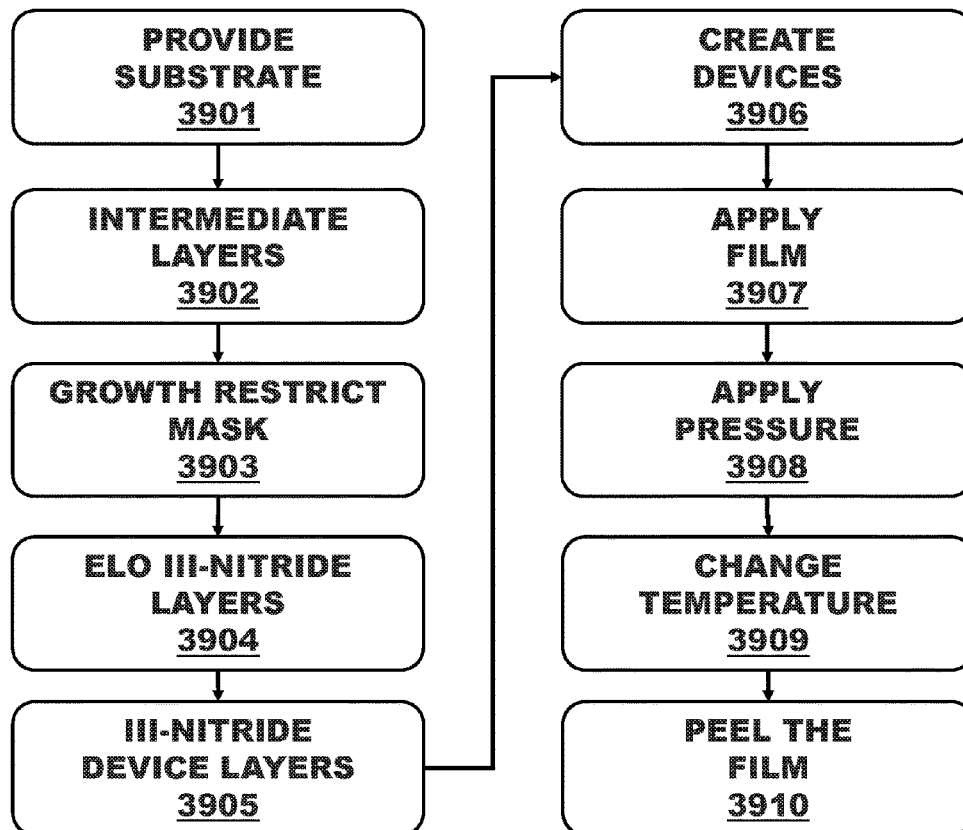 PROVIDE
SUBSTRATE
3901
INTERMEDIATE
LAYERS
3902
GROWTH RESTRICT
MASK
3903
ELO III-NITRIDE
LAYERS
3904
III-NITRIDE
DEVICE LAYERS
3905
CREATE
DEVICES
3906
APPLY
FILM
3907
APPLY
PRESSURE
3908
CHANGE
TEMPERATURE
3909
PEEL THE
FILM
3910